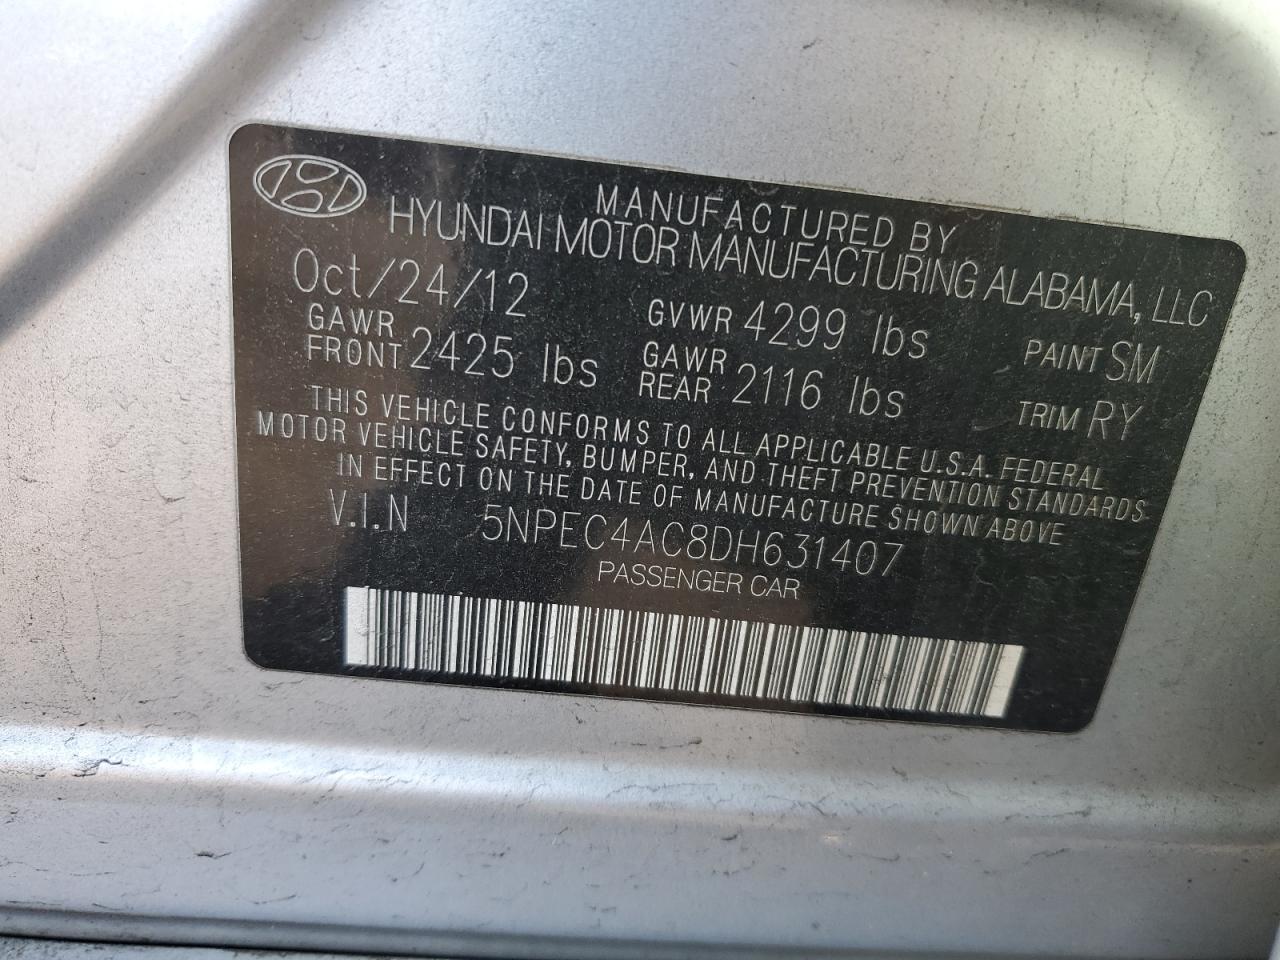 MANUFACTURED BY
HYUNDAI MOTOR MANUFACTURING ALABAMA, LLC
Oct/24/12 GVWR 4299 lbs PAINT SM
GAWR FRONT 2425 lbs GAWR REAR 2116 lbs TRIM RY
THIS VEHICLE CONFORMS TO ALL APPLICABLE U.S.A. FEDERAL
MOTOR VEHICLE SAFETY, BUMPER, AND THEFT PREVENTION STANDARDS
IN EFFECT ON THE DATE OF MANUFACTURE SHOWN ABOVE
V.I.N 5NPEC4AC8DH631407
PASSENGER CAR